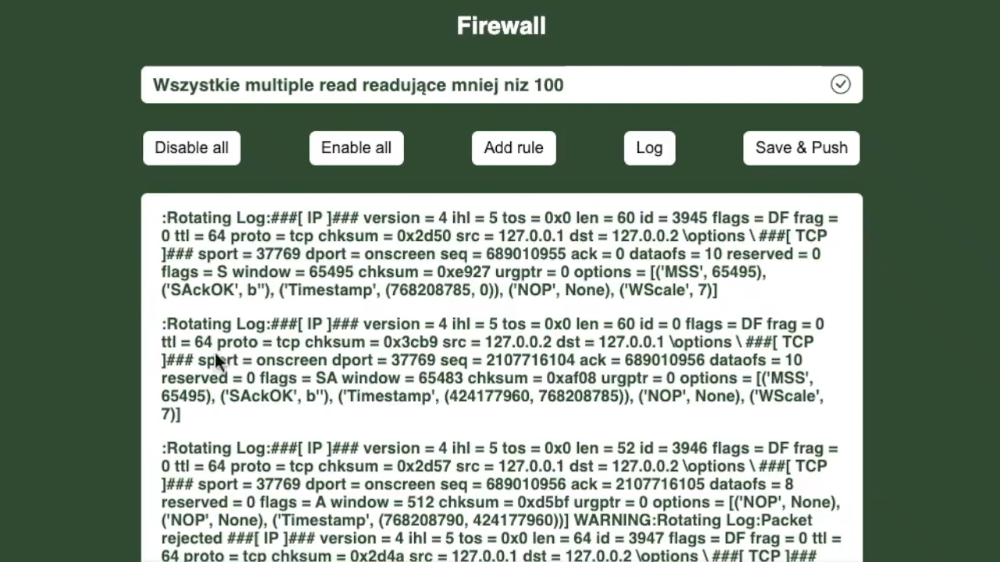 Firewall
Wszystkie multiple read readujące mniej niz 100
Disable all
Enable all
Add rule
Log
Save & Push
:Rotating Log:###[ IP ]### version = 4 ihl = 5 tos = 0x0 len = 60 id = 3945 flags = DF frag =
0 ttl = 64 proto = tcp chksum = 0x2d50 src = 127.0.0.1 dst = 127.0.0.2 \options \ ###[ TCP
]### sport = 37769 dport = onscreen seq = 689010955 ack = 0 dataofs = 10 reserved = 0
flags = S window = 65495 chksum = 0xe927 urgptr = 0 options = [('MSS', 65495),
('SAckOK', b''), ('Timestamp', (768208785, 0)), ('NOP', None), ('WScale', 7)]
:Rotating Log:###[ IP ]### version = 4 ihl = 5 tos = 0x0 len = 60 id = 0 flags = DF frag = 0
ttl = 64 proto = tcp chksum = 0x3cb9 src = 127.0.0.2 dst = 127.0.0.1 \options \ ###[ TCP
]### sport = onscreen dport = 37769 seq = 2107716104 ack = 689010956 dataofs = 10
reserved = 0 flags = SA window = 65483 chksum = 0xaf08 urgptr = 0 options = [('MSS',
65495), ('SAckOK', b''), ('Timestamp', (424177960, 768208785)), ('NOP', None), ('WScale',
7)]
:Rotating Log:###[ IP ]### version = 4 ihl = 5 tos = 0x0 len = 52 id = 3946 flags = DF frag =
0 ttl = 64 proto = tcp chksum = 0x2d57 src = 127.0.0.1 dst = 127.0.0.2 \options \ ###[ TCP
]### sport = 37769 dport = onscreen seq = 689010956 ack = 2107716105 dataofs = 8
reserved = 0 flags = A window = 512 chksum = 0xd5bf urgptr = 0 options = [('NOP', None),
('NOP', None), ('Timestamp', (768208790, 424177960))] WARNING:Rotating Log:Packet
rejected ###[ IP ]### version = 4 ihl = 5 tos = 0x0 len = 64 id = 3947 flags = DF frag = 0 ttl =
64 proto = tcp chksum = 0x2d4a src = 127.0.0.1 dst = 127.0.0.2 \options \ ###[ TCP ]###